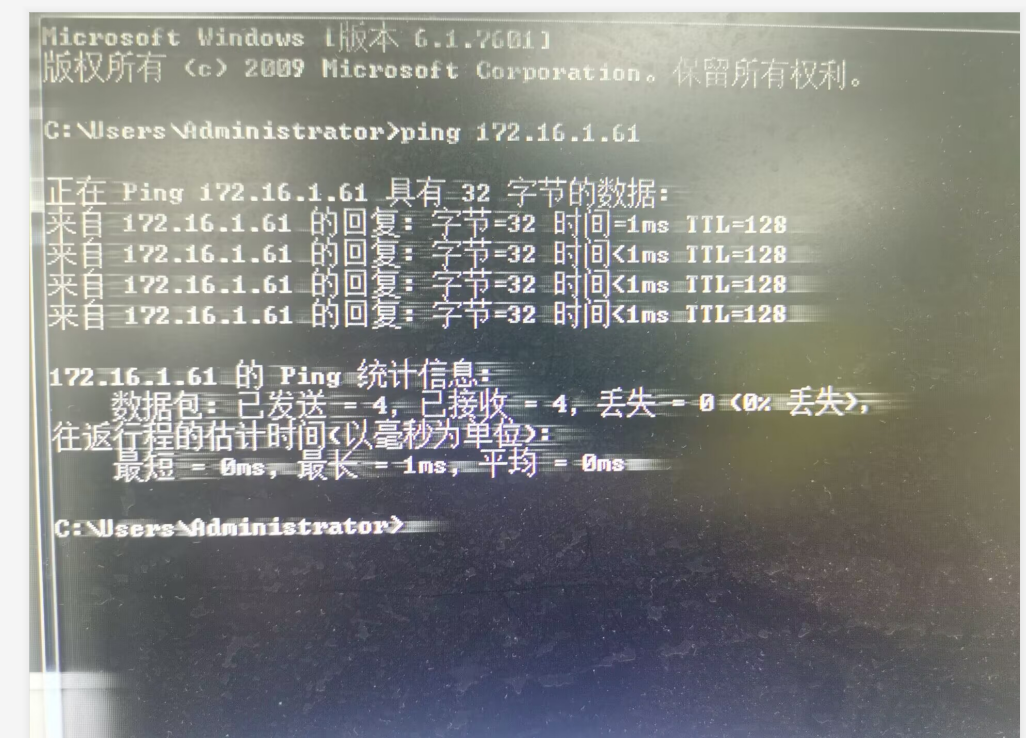 Microsoft Windows [版本 6.1.7601]
版权所有 (c) 2009 Microsoft Corporation。保留所有权利。
C:\Users\Administrator>ping 172.16.1.61
正在 Ping 172.16.1.61 具有 32 字节的数据:
来自 172.16.1.61 的回复: 字节=32 时间=1ms TTL=128
来自 172.16.1.61 的回复: 字节=32 时间<1ms TTL=128
来自 172.16.1.61 的回复: 字节=32 时间<1ms TTL=128
来自 172.16.1.61 的回复: 字节=32 时间<1ms TTL=128
172.16.1.61 的 Ping 统计信息:
数据包: 已发送 = 4, 已接收 = 4, 丢失 = 0 (0% 丢失),
往返行程的估计时间(以毫秒为单位):
最短 = 0ms, 最长 = 1ms, 平均 = 0ms
C:\Users\Administrator>